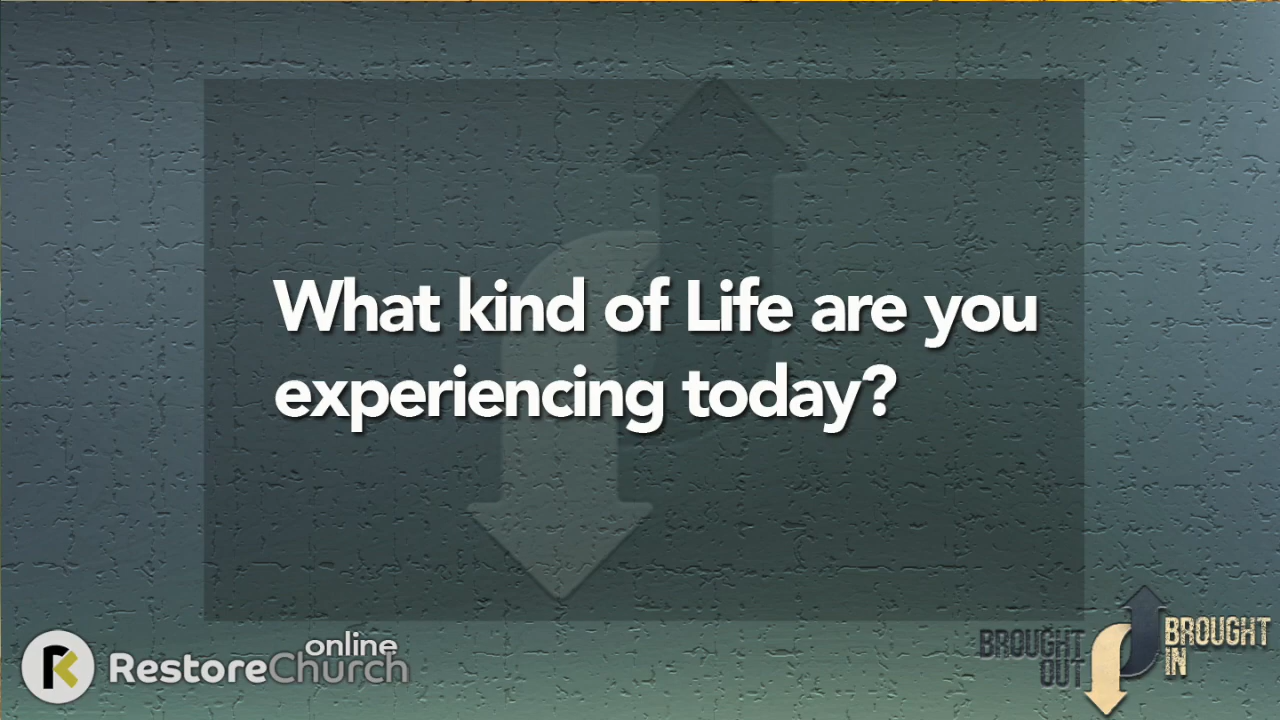 What kind of Life are you
experiencing today?
online
RestoreChurch
BROUGHT
OUT
BROUGHT
IN